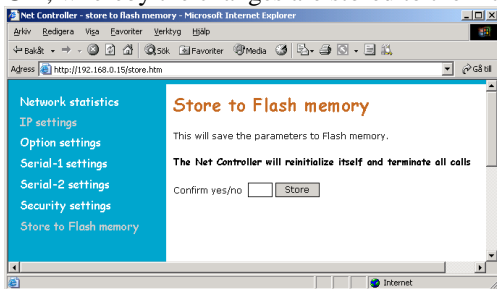 Net Controller - store to flash memory - Microsoft Internet Explorer
Arkiv Redigera Visa Favoriter Verktyg Hjälp
Bakåt Sök Favoriter Media
Adress http://192.168.0.15/store.htm Gå till
Network statistics
IP settings
Option settings
Serial-1 settings
Serial-2 settings
Security settings
Store to Flash memory
Store to Flash memory
This will save the parameters to Flash memory.
The Net Controller will reinitialize itself and terminate all calls
Confirm yes/no Store
Internet